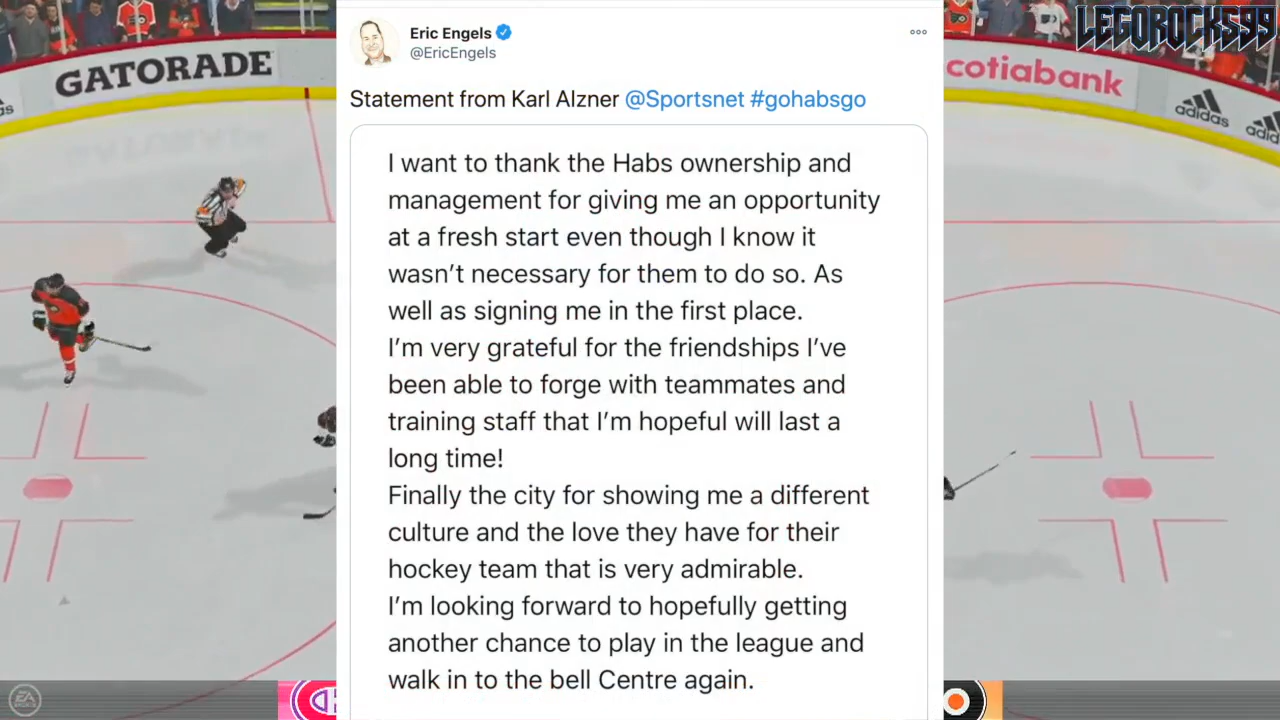 LEGOROCKS99
GATORADE
cotiabank
adidas
adid
gs
Eric Engels
@EricEngels
Statement from Karl Alzner @Sportsnet #gohabsgo
I want to thank the Habs ownership and
management for giving me an opportunity
at a fresh start even though I know it
wasn't necessary for them to do so. As
well as signing me in the first place.
I'm very grateful for the friendships I've
been able to forge with teammates and
training staff that I'm hopeful will last a
long time!
Finally the city for showing me a different
culture and the love they have for their
hockey team that is very admirable.
I'm looking forward to hopefully getting
another chance to play in the league and
walk in to the bell Centre again.
EA
SPORTS